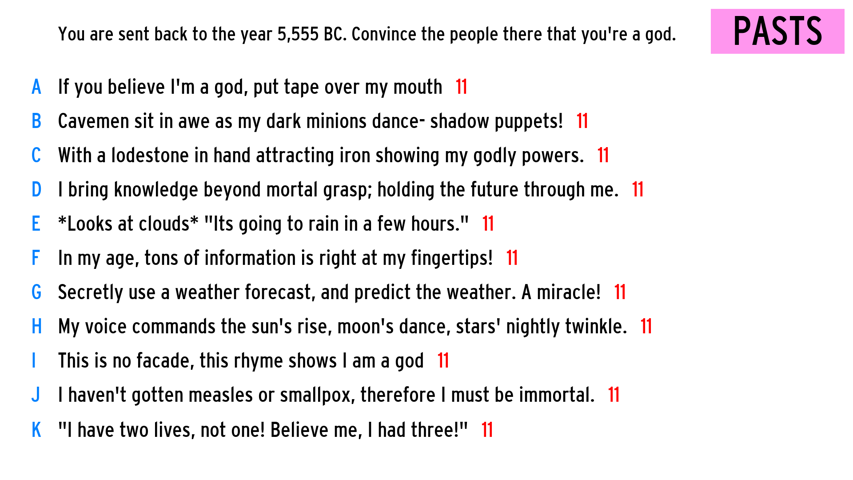 You are sent back to the year 5,555 BC. Convince the people there that you're a god.
PASTS
A If you believe I'm a god, put tape over my mouth 11
B Cavemen sit in awe as my dark minions dance- shadow puppets! 11
C With a lodestone in hand attracting iron showing my godly powers. 11
D I bring knowledge beyond mortal grasp; holding the future through me. 11
E *Looks at clouds* "Its going to rain in a few hours." 11
F In my age, tons of information is right at my fingertips! 11
G Secretly use a weather forecast, and predict the weather. A miracle! 11
H My voice commands the sun's rise, moon's dance, stars' nightly twinkle. 11
I This is no facade, this rhyme shows I am a god 11
J I haven't gotten measles or smallpox, therefore I must be immortal. 11
K "I have two lives, not one! Believe me, I had three!" 11